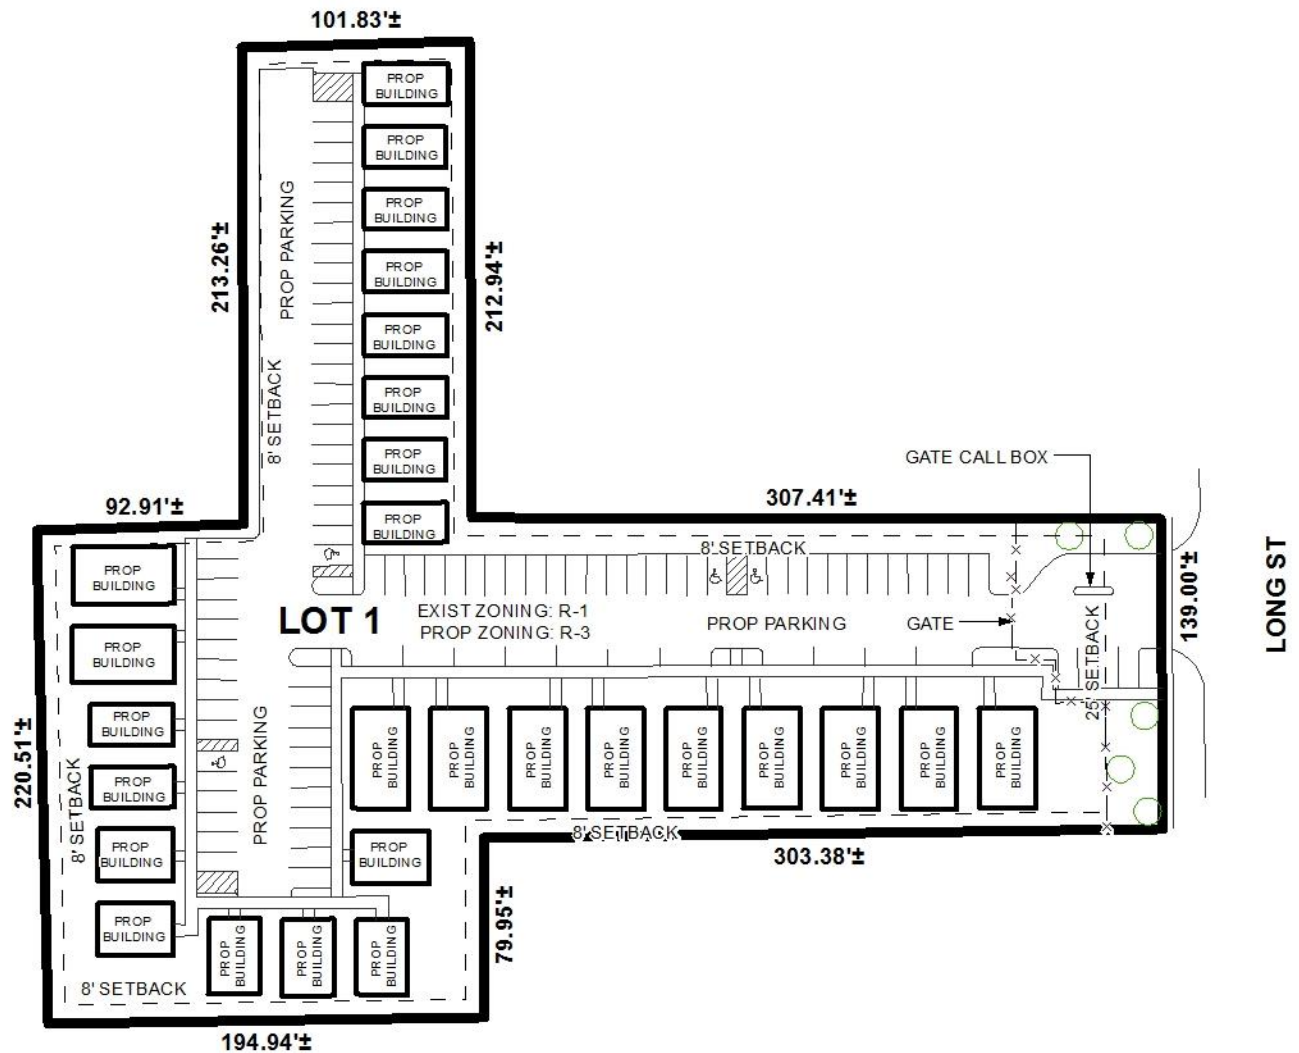 101.83'±
PROP
BUILDING
PROP
BUILDING
PROP PARKING
PROP
BUILDING
213.26'±
212.94'±
PROP
BUILDING
PROP
BUILDING
8' SETBACK
PROP
BUILDING
PROP
BUILDING
GATE CALL BOX
92.91'±
307.41'±
PROP
BUILDING
8' SETBACK
139.00'±
LONG ST
PROP
BUILDING
LOT 1
EXIST ZONING: R-1
PROP ZONING: R-3
PROP PARKING
GATE
25' SETBACK
PROP
BUILDING
PROP
BUILDING
220.51'±
8' SETBACK
PROP PARKING
PROP
BUILDING
PROP
BUILDING
PROP
BUILDING
PROP
BUILDING
PROP
BUILDING
PROP
BUILDING
PROP
BUILDING
PROP
BUILDING
PROP
BUILDING
PROP
BUILDING
8' SETBACK
303.38'±
PROP
BUILDING
PROP
BUILDING
PROP
BUILDING
79.95'±
PROP
BUILDING
PROP
BUILDING
PROP
BUILDING
PROP
BUILDING
8' SETBACK
194.94'±